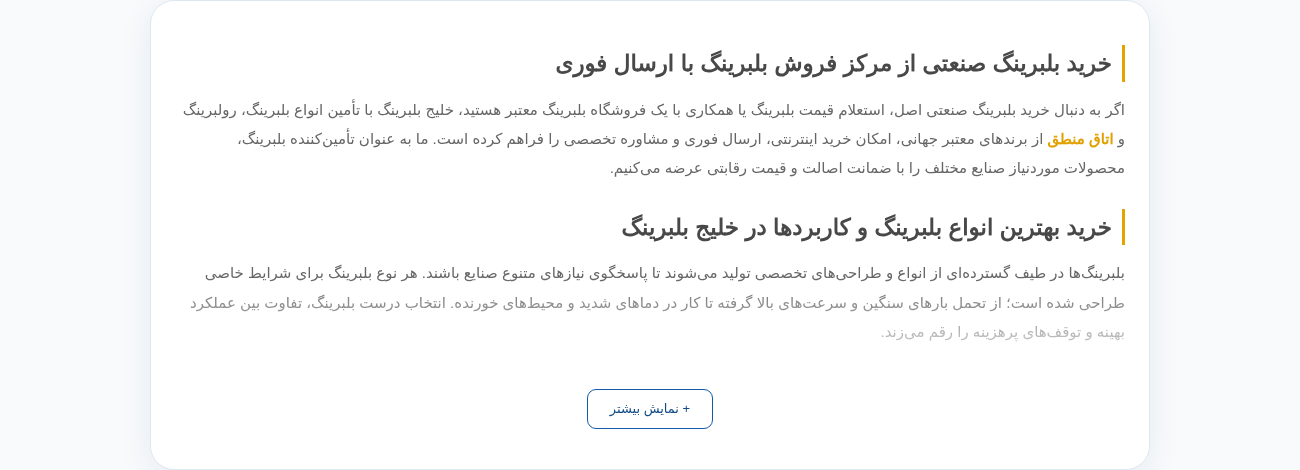 خرید بلبرینگ صنعتی از مرکز فروش بلبرینگ با ارسال فوری
اگر به دنبال خرید بلبرینگ صنعتی اصل، استعلام قیمت بلبرینگ یا همکاری با یک فروشگاه بلبرینگ معتبر هستید، خلیج بلبرینگ با تأمین انواع بلبرینگ، رولبرینگ
و اتاق منطق از برندهای معتبر جهانی، امکان خرید اینترنتی، ارسال فوری و مشاوره تخصصی را فراهم کرده است. ما به عنوان تأمین‌کننده بلبرینگ،
محصولات موردنیاز صنایع مختلف را با ضمانت اصالت و قیمت رقابتی عرضه می‌کنیم.
خرید بهترین انواع بلبرینگ و کاربردها در خلیج بلبرینگ
بلبرینگ‌ها در طیف گسترده‌ای از انواع و طراحی‌های تخصصی تولید می‌شوند تا پاسخگوی نیازهای متنوع صنایع باشند. هر نوع بلبرینگ برای شرایط خاصی
طراحی شده است؛ از تحمل بارهای سنگین و سرعت‌های بالا گرفته تا کار در دماهای شدید و محیط‌های خورنده. انتخاب درست بلبرینگ، تفاوت بین عملکرد
بهینه و توقف‌های پرهزینه را رقم می‌زند.
+ نمایش بیشتر